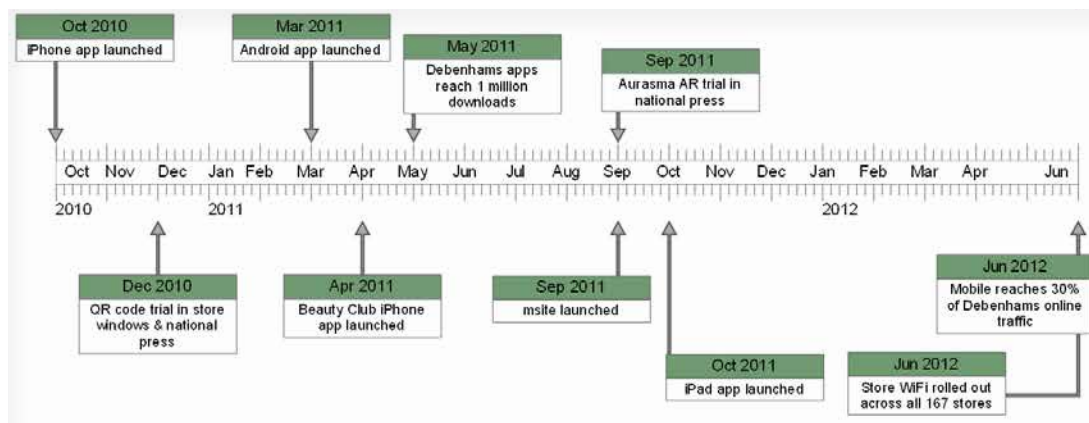 Oct 2010
iPhone app launched
Mar 2011
Android app launched
May 2011
Debenhams apps
reach 1 million
downloads
Sep 2011
Aurasma AR trial in
national press
Oct Nov Dec Jan Feb Mar Apr May Jun Jul Aug Sep Oct Nov Dec Jan Feb Mar Apr Jun
2010 2011 2012
Dec 2010
QR code trial in store
windows & national
press
Apr 2011
Beauty Club iPhone
app launched
Sep 2011
msite launched
Oct 2011
iPad app launched
Jun 2012
Mobile reaches 30%
of Debenhams online
traffic
Jun 2012
Store WiFi rolled out
across all 167 stores